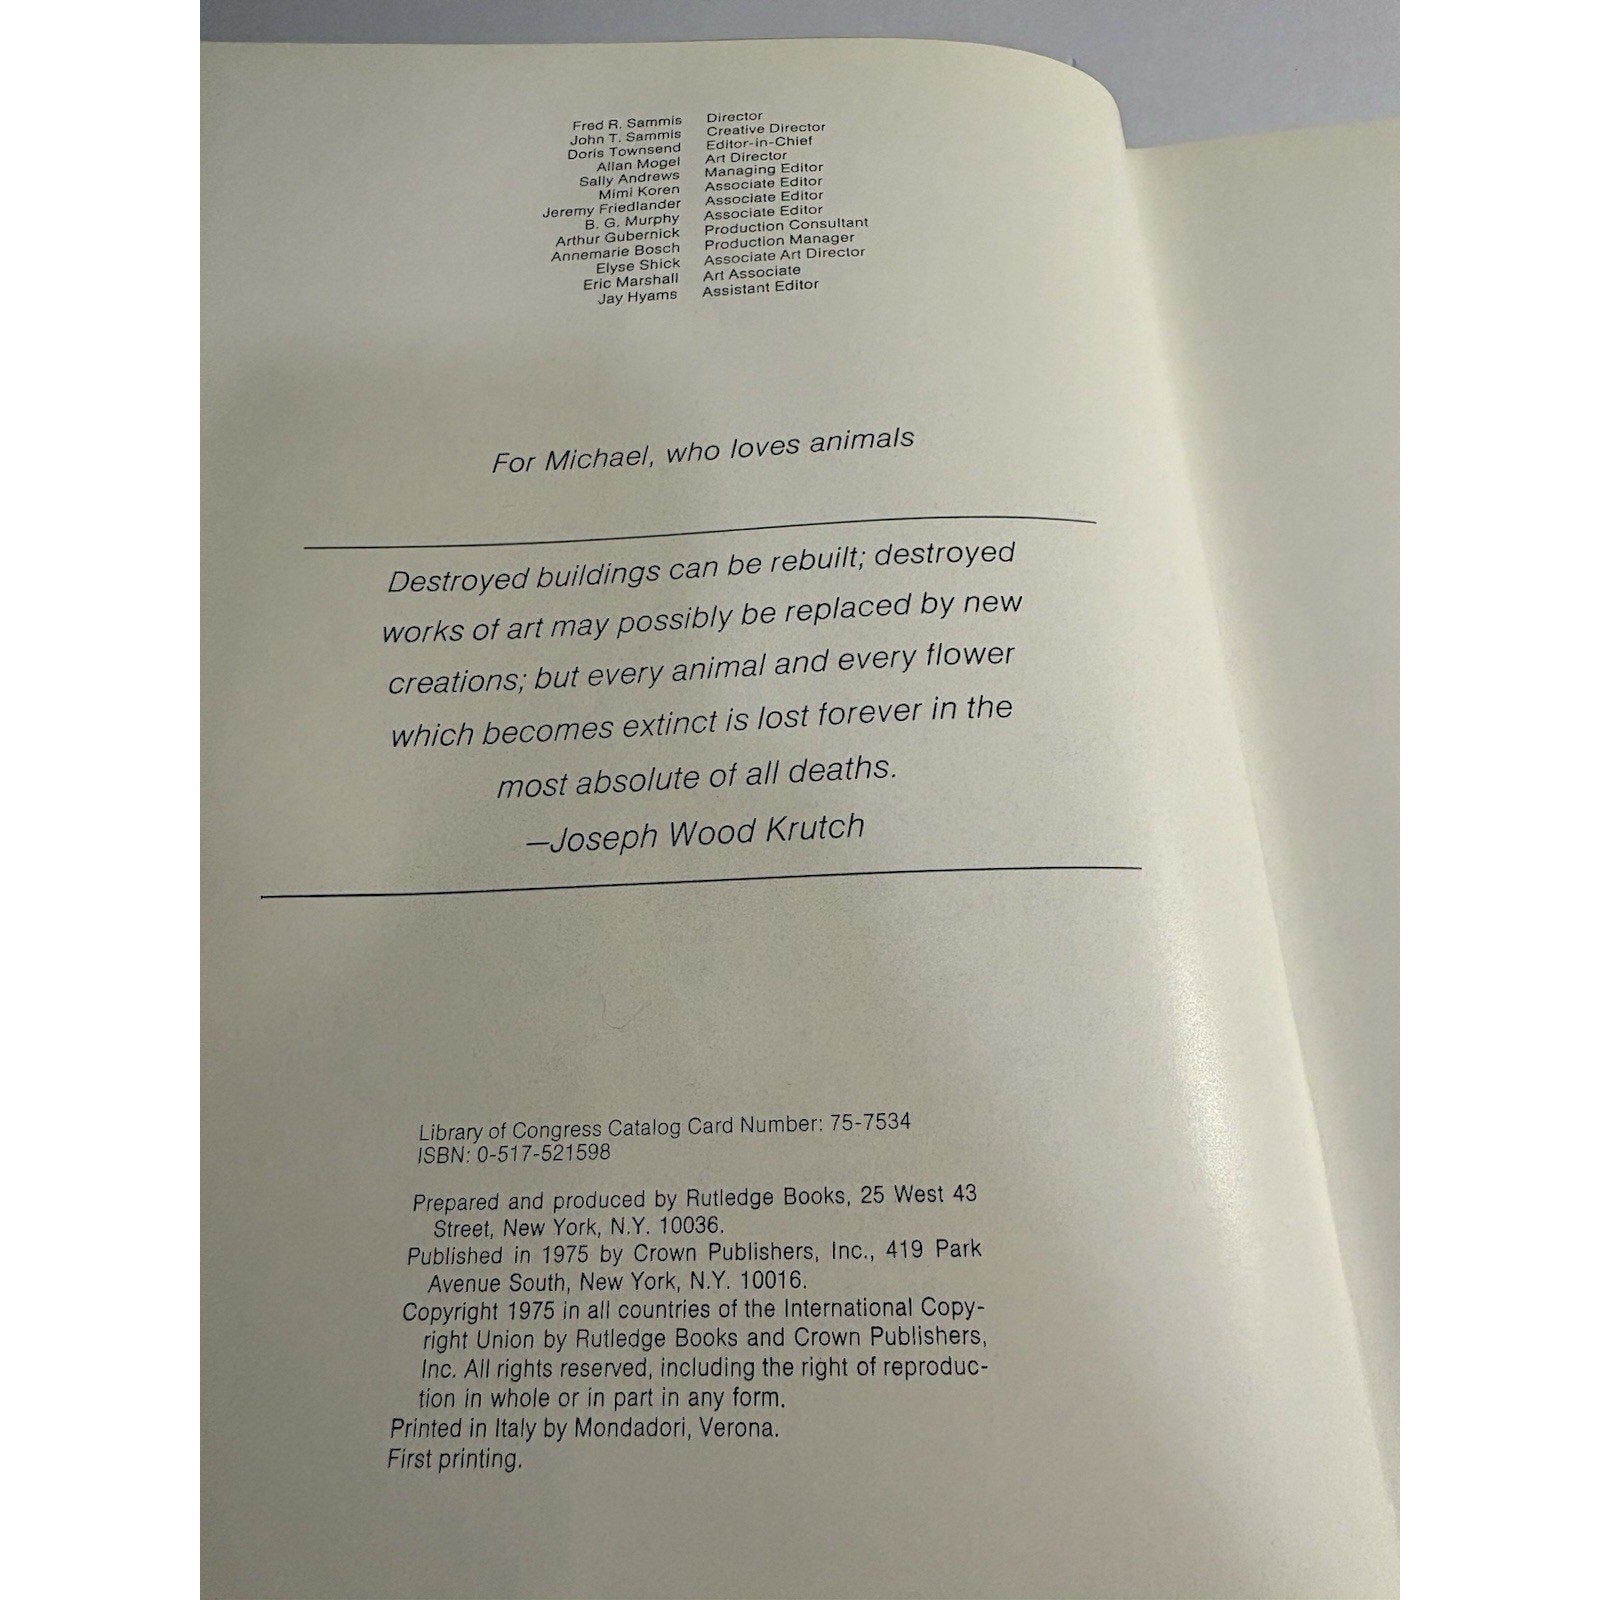 Fred R. Sammis Director
John T. Sammis Creative Director
Doris Townsend Editor-in-Chief
Allan Mogel Art Director
Sally Andrews Managing Editor
Mimi Koren Associate Editor
Jeremy Friedlander Associate Editor
B. G. Murphy Associate Editor
Arthur Gubernick Production Consultant
Annemarie Bosch Production Manager
Elyse Shick Associate Art Director
Eric Marshall Art Associate
Jay Hyams Assistant Editor
For Michael, who loves animals
Destroyed buildings can be rebuilt; destroyed
works of art may possibly be replaced by new
creations; but every animal and every flower
which becomes extinct is lost forever in the
most absolute of all deaths.
—Joseph Wood Krutch
Library of Congress Catalog Card Number: 75-7534
ISBN: 0-517-521598
Prepared and produced by Rutledge Books, 25 West 43
Street, New York, N.Y. 10036.
Published in 1975 by Crown Publishers, Inc., 419 Park
Avenue South, New York, N.Y. 10016.
Copyright 1975 in all countries of the International Copy-
right Union by Rutledge Books and Crown Publishers,
Inc. All rights reserved, including the right of reproduc-
tion in whole or in part in any form.
Printed in Italy by Mondadori, Verona.
First printing.